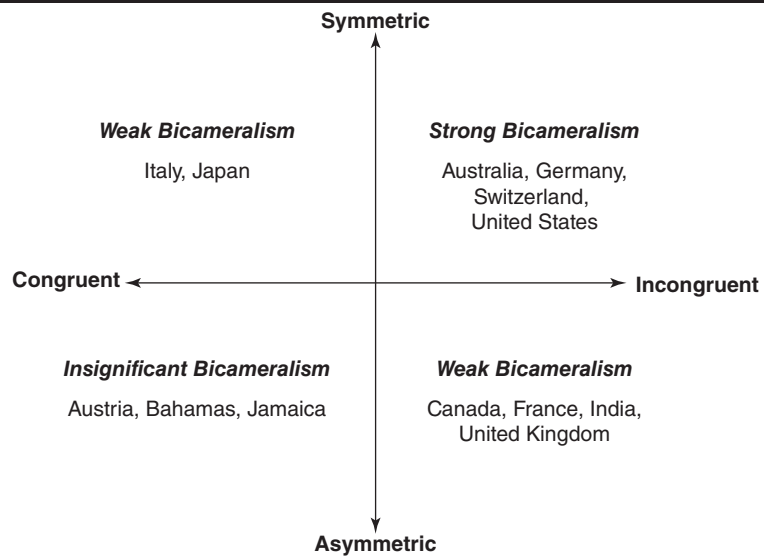 Symmetric
Weak Bicameralism
Italy, Japan
Strong Bicameralism
Australia, Germany,
Switzerland,
United States
Congruent
Incongruent
Insignificant Bicameralism
Austria, Bahamas, Jamaica
Weak Bicameralism
Canada, France, India,
United Kingdom
Asymmetric